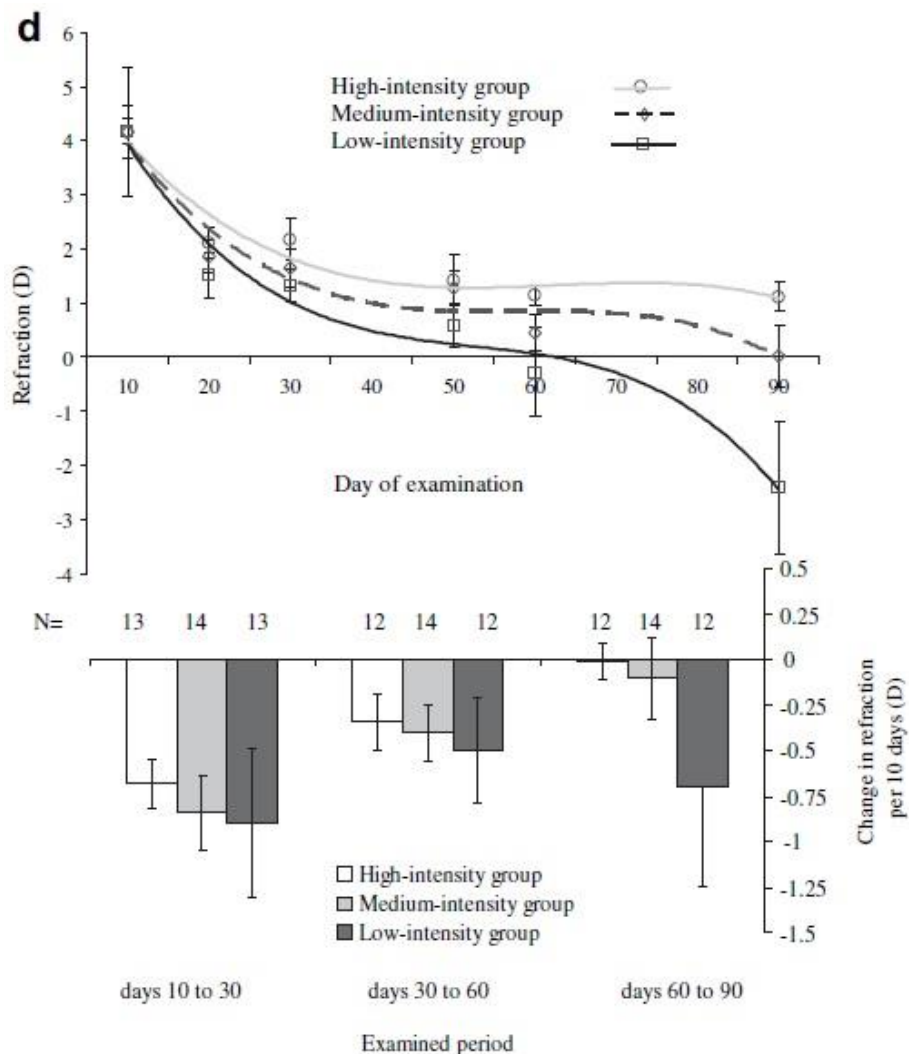 d
6
5
4
3
2
1
0
-1
-2
-3
-4
Refraction (D)
High-intensity group
Medium-intensity group
Low-intensity group
10 20 30 40 50 60 70 80 90
Day of examination
N= 13 14 13 12 14 12 12 14 12
0.5
0.25
0
-0.25
-0.5
-0.75
-1
-1.25
-1.5
Change in refraction
per 10 days (D)
High-intensity group
Medium-intensity group
Low-intensity group
days 10 to 30 days 30 to 60 days 60 to 90
Examined period